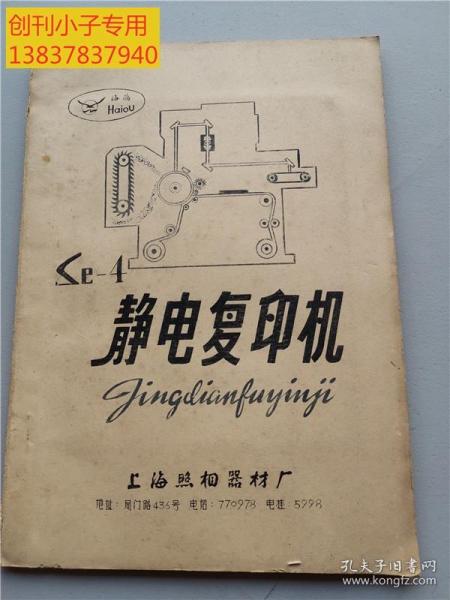 创刊小子专用
13837837940
海鸥
Haiou
Se-4
静电复印机
Jingdianfuyinji
上海照相器材厂
地址：局门路436号 电话：770978 电挂：5998
孔夫子旧书网
www.kongfz.com